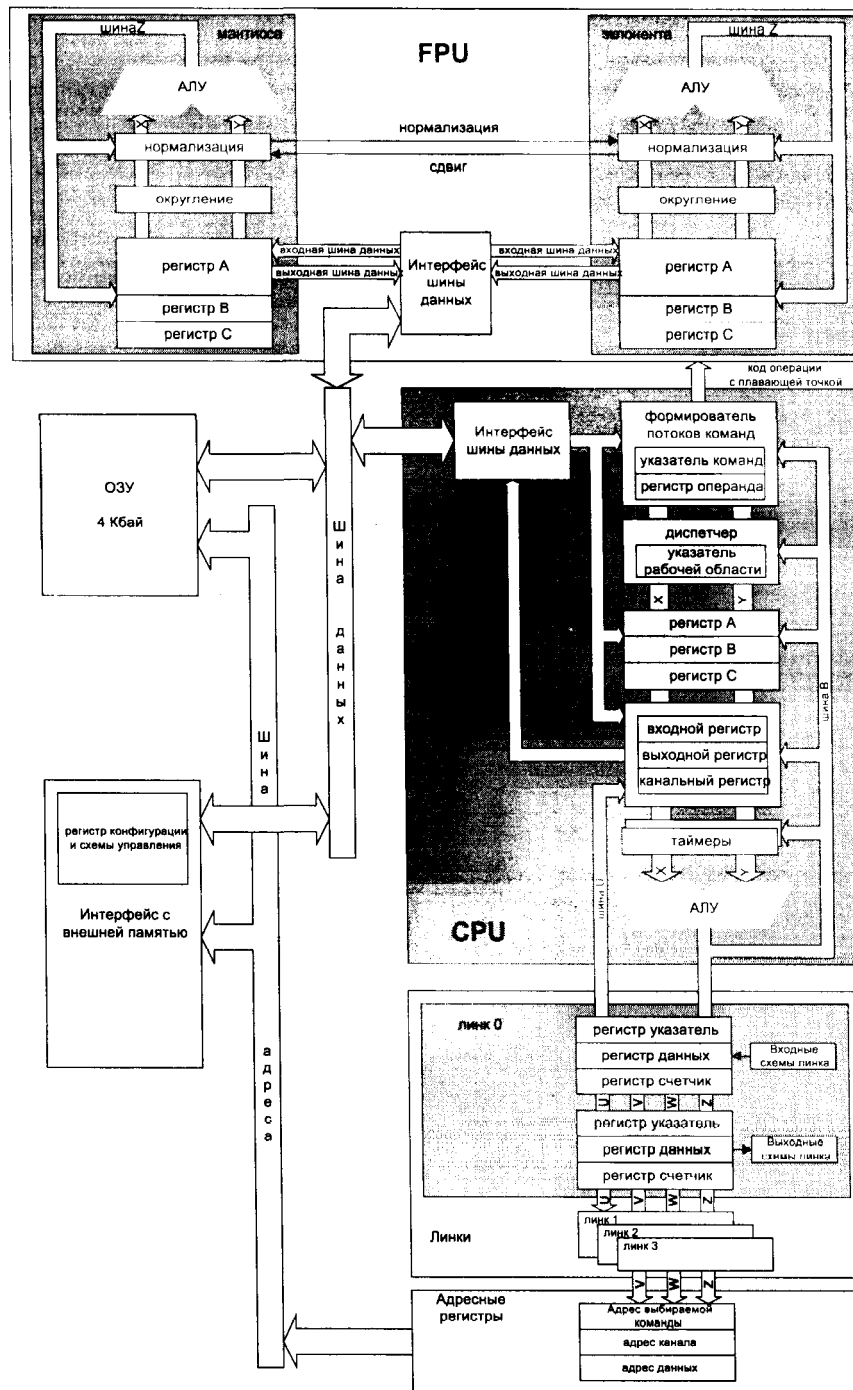 шина Z
мантисса
FPU
экспонента
шина Z
АЛУ
АЛУ
X
Y
X
Y
нормализация
нормализация
нормализация
сдвиг
округление
округление
входная шина данных
выходная шина данных
Интерфейс
шины
данных
входная шина данных
выходная шина данных
регистр А
регистр В
регистр С
регистр А
регистр В
регистр С
код операции
с плавающей точкой
ОЗУ
4 Кбай
Шина данных
Интерфейс
шины данных
формирователь
потоков команд
указатель команд
регистр операнда
диспетчер
указатель
рабочей области
X
Y
регистр А
регистр В
регистр С
шина В
входной регистр
выходной регистр
канальный регистр
таймеры
X
Y
шина U
АЛУ
CPU
Шина адреса
регистр конфигурации
и схемы управления
Интерфейс с
внешней памятью
линк 0
регистр указатель
регистр данных
регистр счетчик
Входные
схемы линка
U
V
W
Z
регистр указатель
регистр данных
регистр счетчик
Выходные
схемы линка
U
V
W
Z
Линки
линк 1
линк 2
линк 3
V
W
Z
Адресные
регистры
Адрес выбираемой
команды
адрес канала
адрес данных